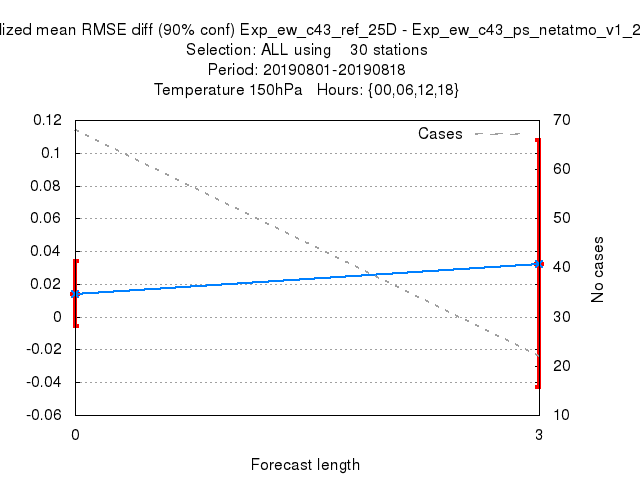 lized mean RMSE diff (90% conf) Exp_ew_c43_ref_25D - Exp_ew_c43_ps_netatmo_v1_2
Selection: ALL using 30 stations
Period: 20190801-20190818
Temperature 150hPa Hours: {00,06,12,18}
0.12
0.1
0.08
0.06
0.04
0.02
0
-0.02
-0.04
-0.06
Cases
70
60
50
40
30
20
10
No cases
0 3
Forecast length